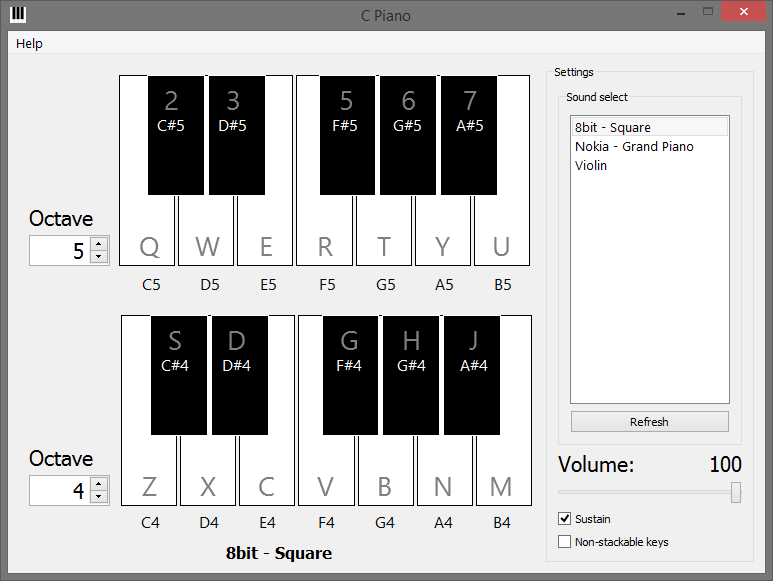 C Piano
Help
2 3 5 6 7
C#5 D#5 F#5 G#5 A#5
Octave
5
Q W E R T Y U
C5 D5 E5 F5 G5 A5 B5
S D G H J
C#4 D#4 F#4 G#4 A#4
Octave
4
Z X C V B N M
C4 D4 E4 F4 G4 A4 B4
8bit - Square
Settings
Sound select
8bit - Square
Nokia - Grand Piano
Violin
Refresh
Volume: 100
Sustain
Non-stackable keys